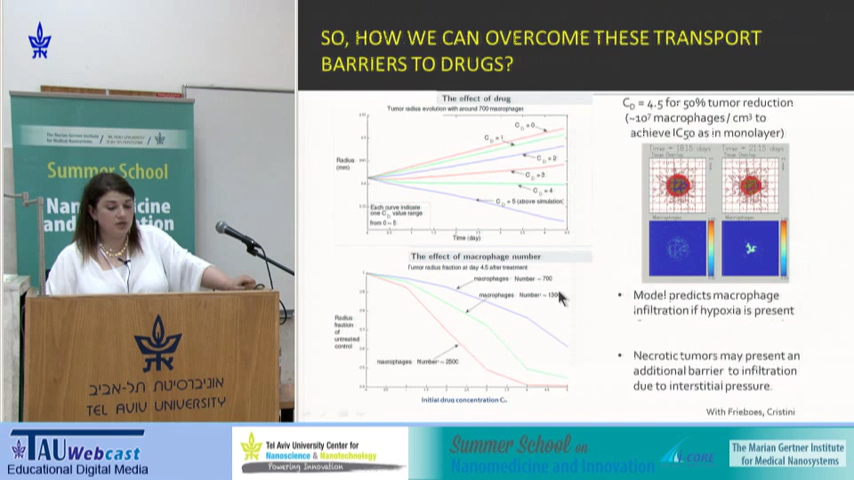 SO, HOW WE CAN OVERCOME THESE TRANSPORT
BARRIERS TO DRUGS?
The Marian Gertner Institute
for Medical Nanosystems
Summer School
The effect of drug
Tumor radius evolution with around 700 macrophages
Radius
(mm)
C_D=0
C_D=1
C_D=2
C_D=3
C_D=4
C_D=5 (above simulation)
Each curve indicate
one C_D value range
from 0-5
Time (day)
The effect of macrophage number
Tumor radius fraction at day 4.5 after treatment
macrophages Number~700
macrophages Number~
macrophages Number~2500
Radius
fraction
of
untreated
control
Initial drug concentration C
C_D = 4.5 for 50% tumor reduction
(~10⁷ macrophages / cm³ to
achieve IC50 as in monolayer)
Time = 18.15 days
Time = 21.15 days
Macrophages
Macrophages
• Model predicts macrophage
infiltration if hypoxia is present
• Necrotic tumors may present an
additional barrier to infiltration
due to interstitial pressure.
With Frieboes, Cristini
אוניברסיטת תל-אביב
TEL AVIV UNIVERSITY
TAU Webcast
Educational Digital Media
Tel Aviv University Center for
Nanoscience & Nanotechnology
Powering Innovation
Summer School on
Nanomedicine and Innovation
I-CORE
The Marian Gertner Institute
for Medical Nanosystems